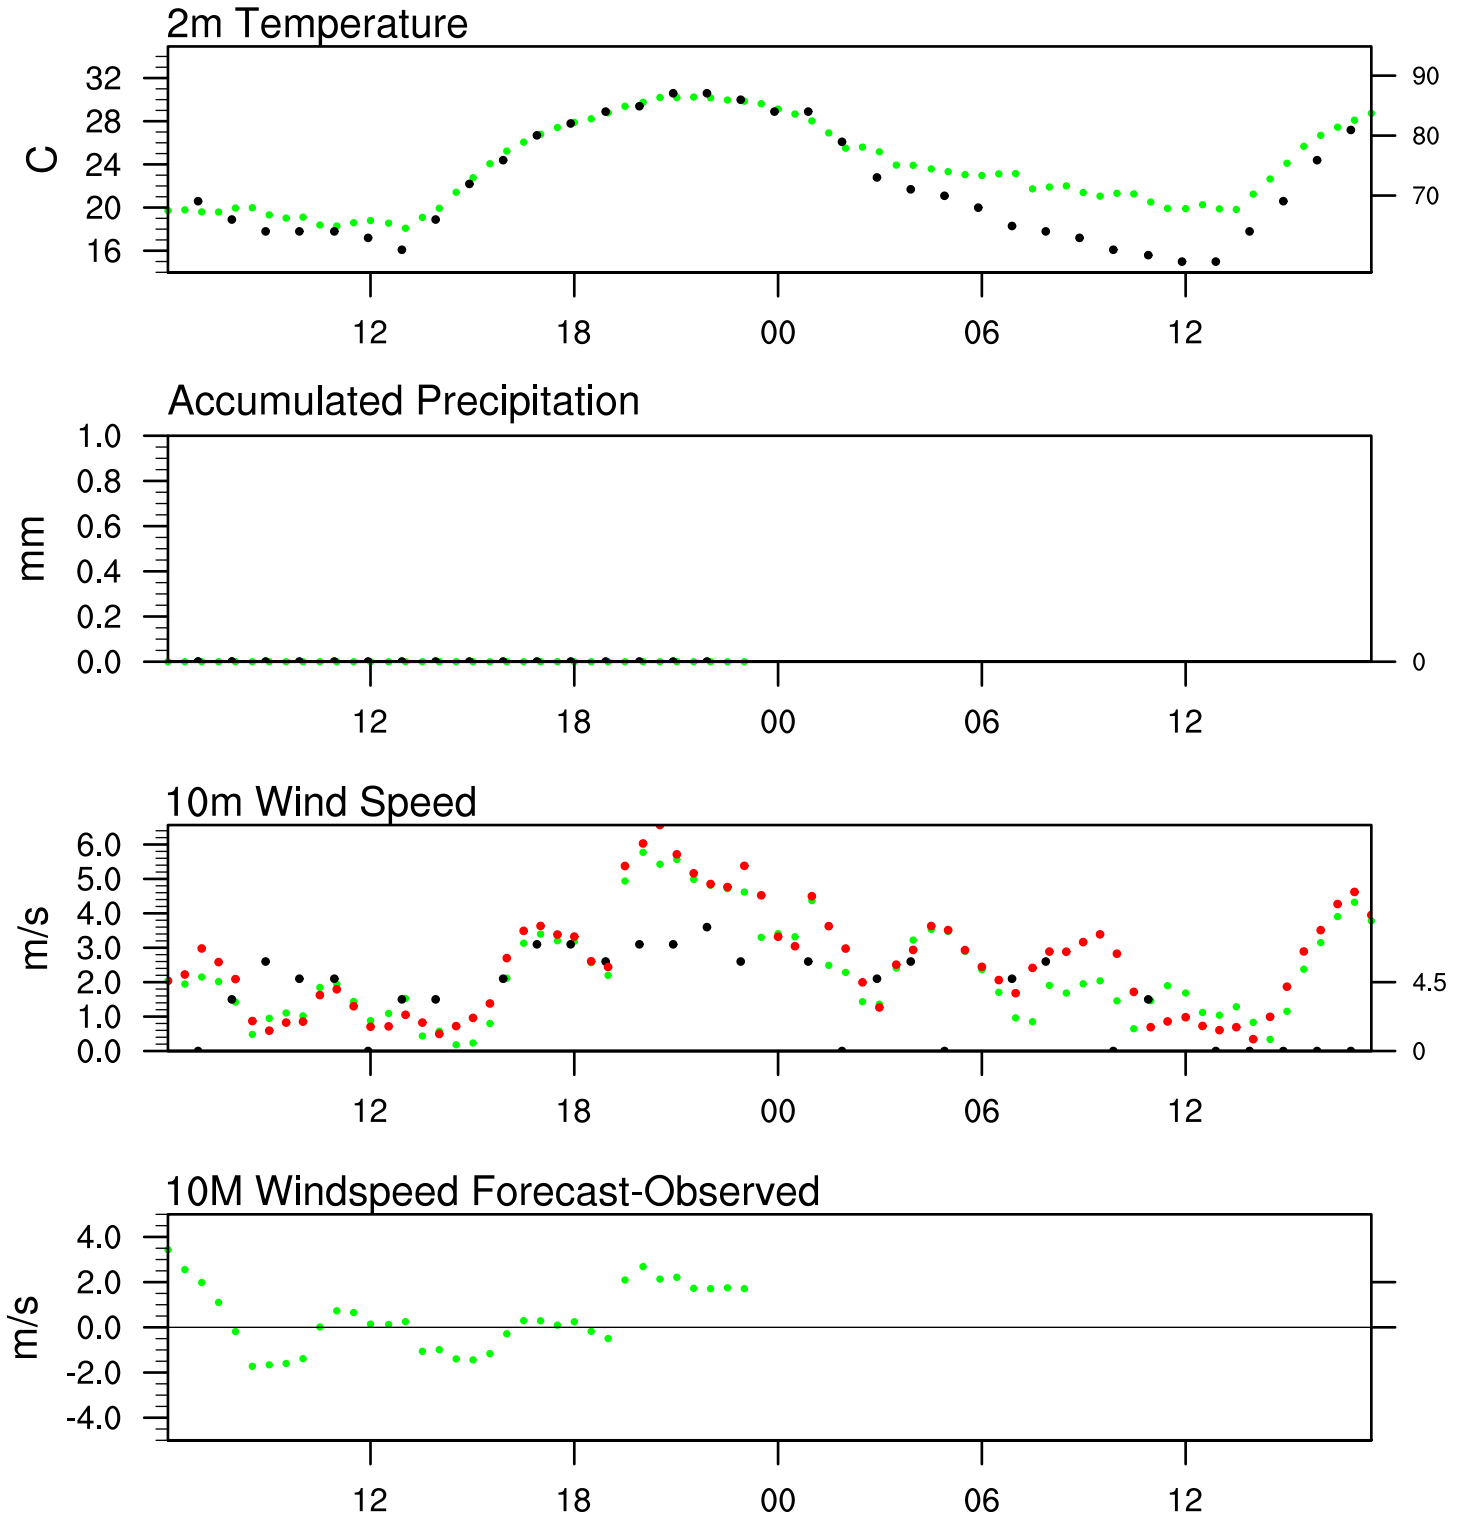 2m Temperature
32
28
24
20
16
C
90
80
70
12 18 00 06 12
Accumulated Precipitation
1.0
0.8
0.6
0.4
0.2
0.0
mm
0
12 18 00 06 12
10m Wind Speed
6.0
5.0
4.0
3.0
2.0
1.0
0.0
m/s
4.5
0
12 18 00 06 12
10M Windspeed Forecast-Observed
4.0
2.0
0.0
-2.0
-4.0
m/s
12 18 00 06 12